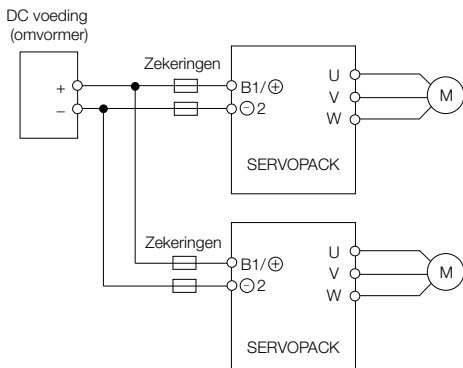 DC voeding
(omvormer)
+
−
Zekeringen
B1/⊕
⊖2
U
V
W
M
SERVOPACK
Zekeringen
B1/⊕
⊖2
U
V
W
M
SERVOPACK